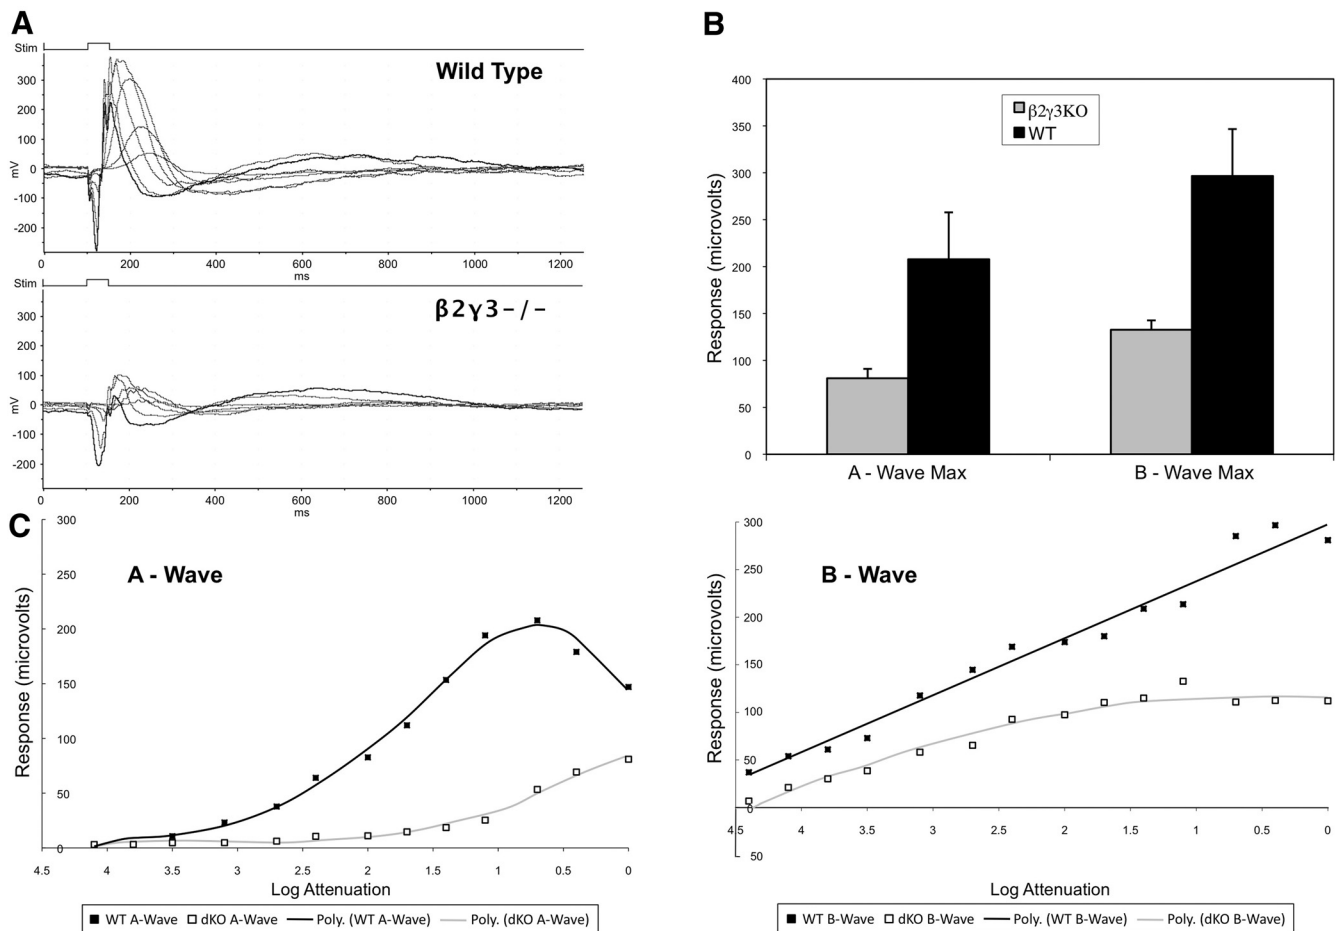 A
Stim
Wild Type
300
200
100
0
mV
-100
-200
0 200 400 600 800 1000 1200
ms
Stim
β2γ3-/-
300
200
100
0
mV
-100
-200
0 200 400 600 800 1000 1200
ms
B
400
350
300
250
200
150
100
50
0
Response (microvolts)
β2γ3KO
WT
A - Wave Max
B - Wave Max
C
A - Wave
Response (microvolts)
300
250
200
150
100
50
0
4.5 4 3.5 3 2.5 2 1.5 1 0.5 0
Log Attenuation
WT A-Wave dKO A-Wave Poly. (WT A-Wave) Poly. (dKO A-Wave)
B - Wave
Response (microvolts)
300
250
200
150
100
50
0
50
4.5 4 3.5 3 2.5 2 1.5 1 0.5 0
Log Attenuation
WT B-Wave dKO B-Wave Poly. (WT B-Wave) Poly. (dKO B-Wave)